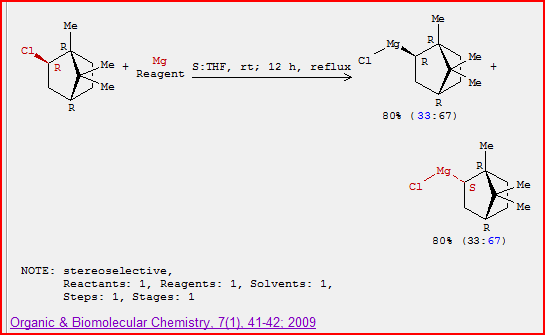 Me
Cl
R
Me
R
Me
R
+ Mg
Reagent
S:THF, rt; 12 h, reflux
Me
Mg
R
Me
Cl
R
Me
R
+
80% (33:67)
Me
Mg
R
Cl
S
Me
Me
R
80% (33:67)
NOTE: stereoselective,
Reactants: 1, Reagents: 1, Solvents: 1,
Steps: 1, Stages: 1
Organic & Biomolecular Chemistry, 7(1), 41-42; 2009